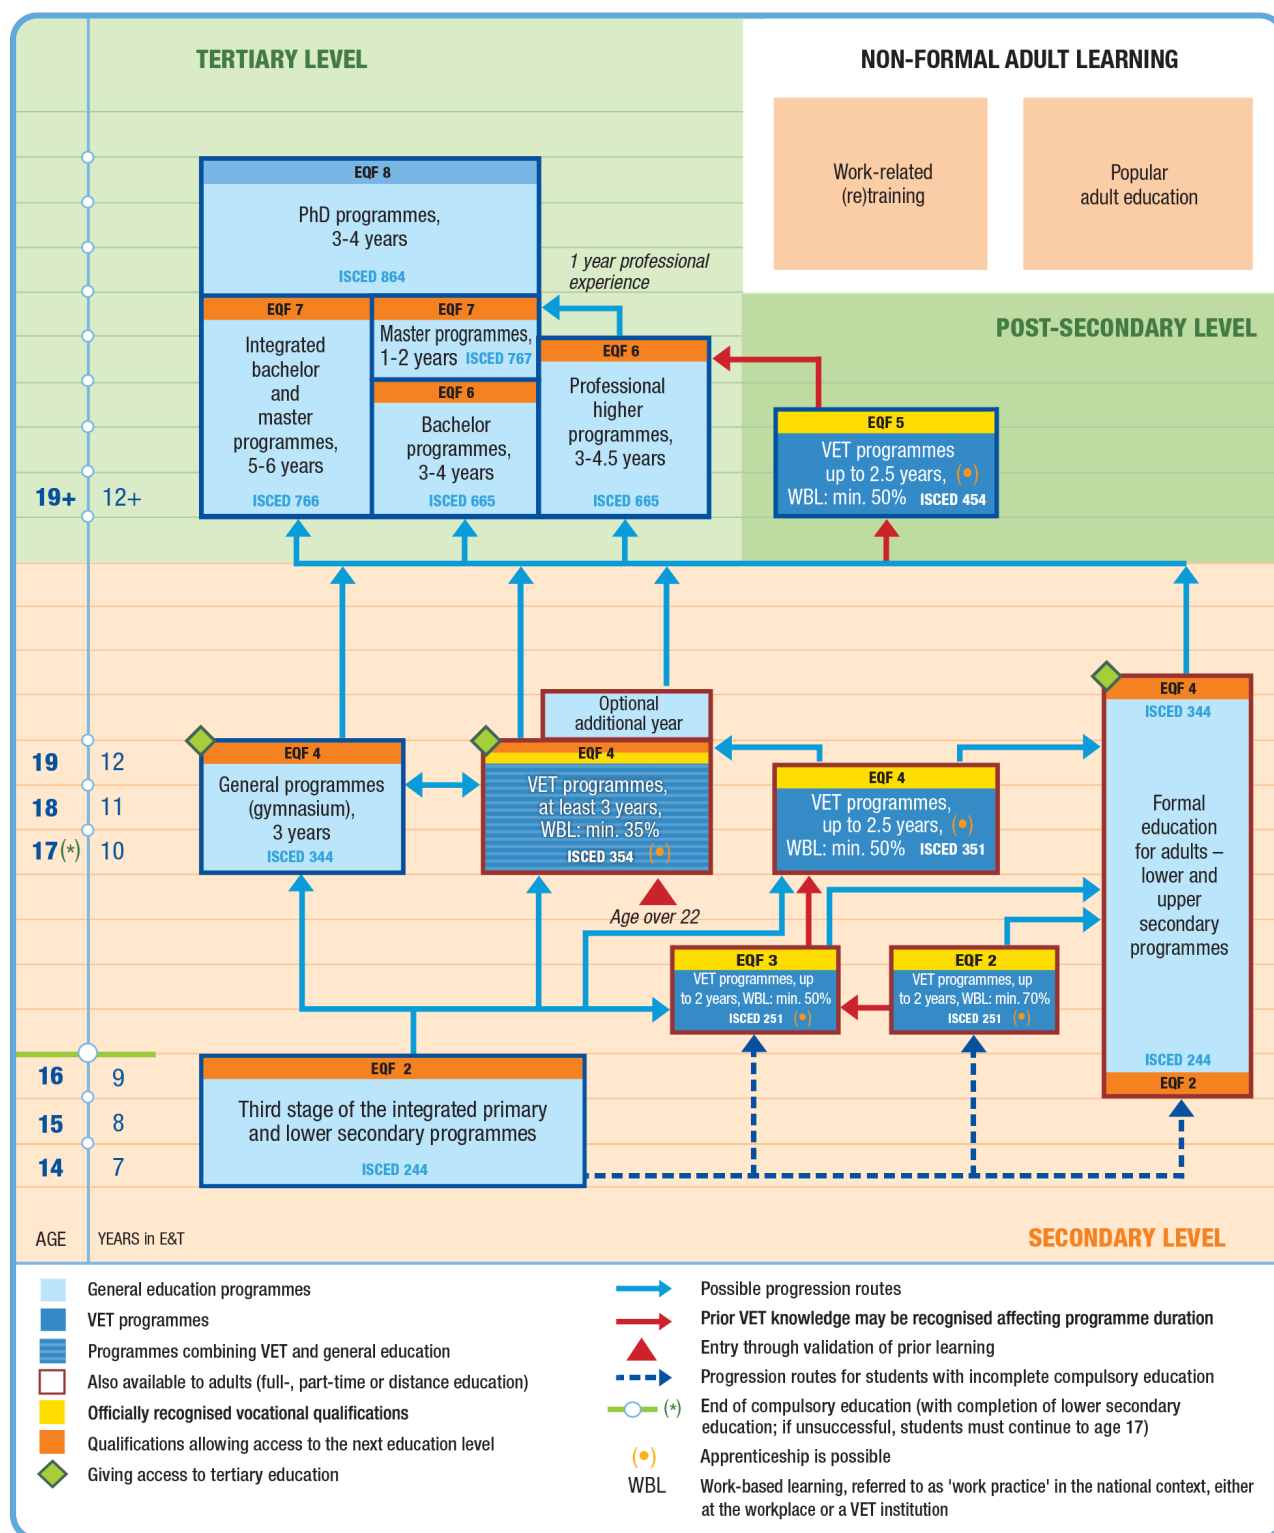 TERTIARY LEVEL
NON-FORMAL ADULT LEARNING
Work-related
(re)training
Popular
adult education
EQF 8
PhD programmes,
3-4 years
ISCED 864
1 year professional
experience
POST-SECONDARY LEVEL
EQF 7
Integrated
bachelor
and
master
programmes,
5-6 years
ISCED 766
EQF 7
Master programmes,
1-2 years ISCED 767
EQF 6
Bachelor
programmes,
3-4 years
ISCED 665
EQF 6
Professional
higher
programmes,
3-4.5 years
ISCED 665
EQF 5
VET programmes
up to 2.5 years, (•)
WBL: min. 50% ISCED 454
19+ 12+
Optional
additional year
EQF 4
ISCED 344
Formal
education
for adults –
lower and
upper
secondary
programmes
ISCED 244
EQF 2
19 12
18 11
17(*) 10
EQF 4
General programmes
(gymnasium),
3 years
ISCED 344
EQF 4
VET programmes,
at least 3 years,
WBL: min. 35%
ISCED 354 (•)
EQF 4
VET programmes,
up to 2.5 years, (•)
WBL: min. 50% ISCED 351
Age over 22
EQF 3
VET programmes, up
to 2 years, WBL: min. 50%
ISCED 251 (•)
EQF 2
VET programmes, up
to 2 years, WBL: min. 70%
ISCED 251 (•)
16 9
15 8
14 7
EQF 2
Third stage of the integrated primary
and lower secondary programmes
ISCED 244
AGE YEARS in E&T
SECONDARY LEVEL
General education programmes
VET programmes
Programmes combining VET and general education
Also available to adults (full-, part-time or distance education)
Officially recognised vocational qualifications
Qualifications allowing access to the next education level
Giving access to tertiary education
Possible progression routes
Prior VET knowledge may be recognised affecting programme duration
Entry through validation of prior learning
Progression routes for students with incomplete compulsory education
(*) End of compulsory education (with completion of lower secondary
education; if unsuccessful, students must continue to age 17)
(•) Apprenticeship is possible
WBL Work-based learning, referred to as 'work practice' in the national context, either
at the workplace or a VET institution